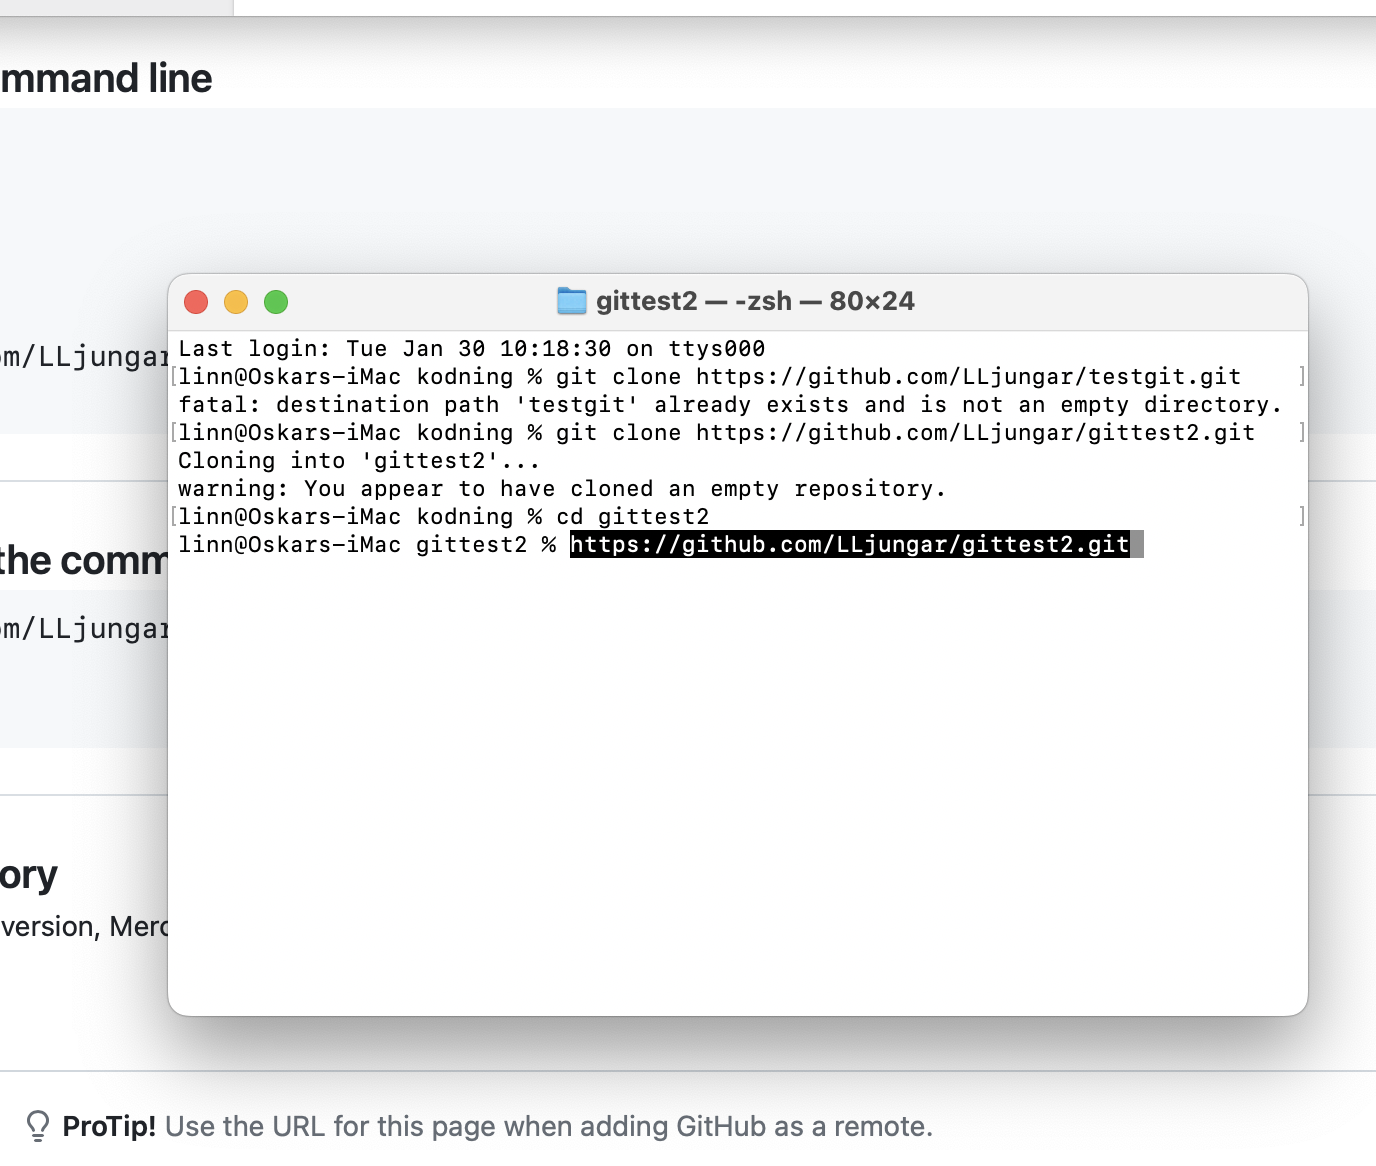 mmand line
om/LLjungar
gittest2 — -zsh — 80×24
Last login: Tue Jan 30 10:18:30 on ttys000
[linn@Oskars-iMac kodning % git clone https://github.com/LLjungar/testgit.git ]
fatal: destination path 'testgit' already exists and is not an empty directory.
[linn@Oskars-iMac kodning % git clone https://github.com/LLjungar/gittest2.git ]
Cloning into 'gittest2'...
warning: You appear to have cloned an empty repository.
[linn@Oskars-iMac kodning % cd gittest2 ]
linn@Oskars-iMac gittest2 % https://github.com/LLjungar/gittest2.git
the comm
om/LLjungar
ory
version, Merc
ProTip! Use the URL for this page when adding GitHub as a remote.